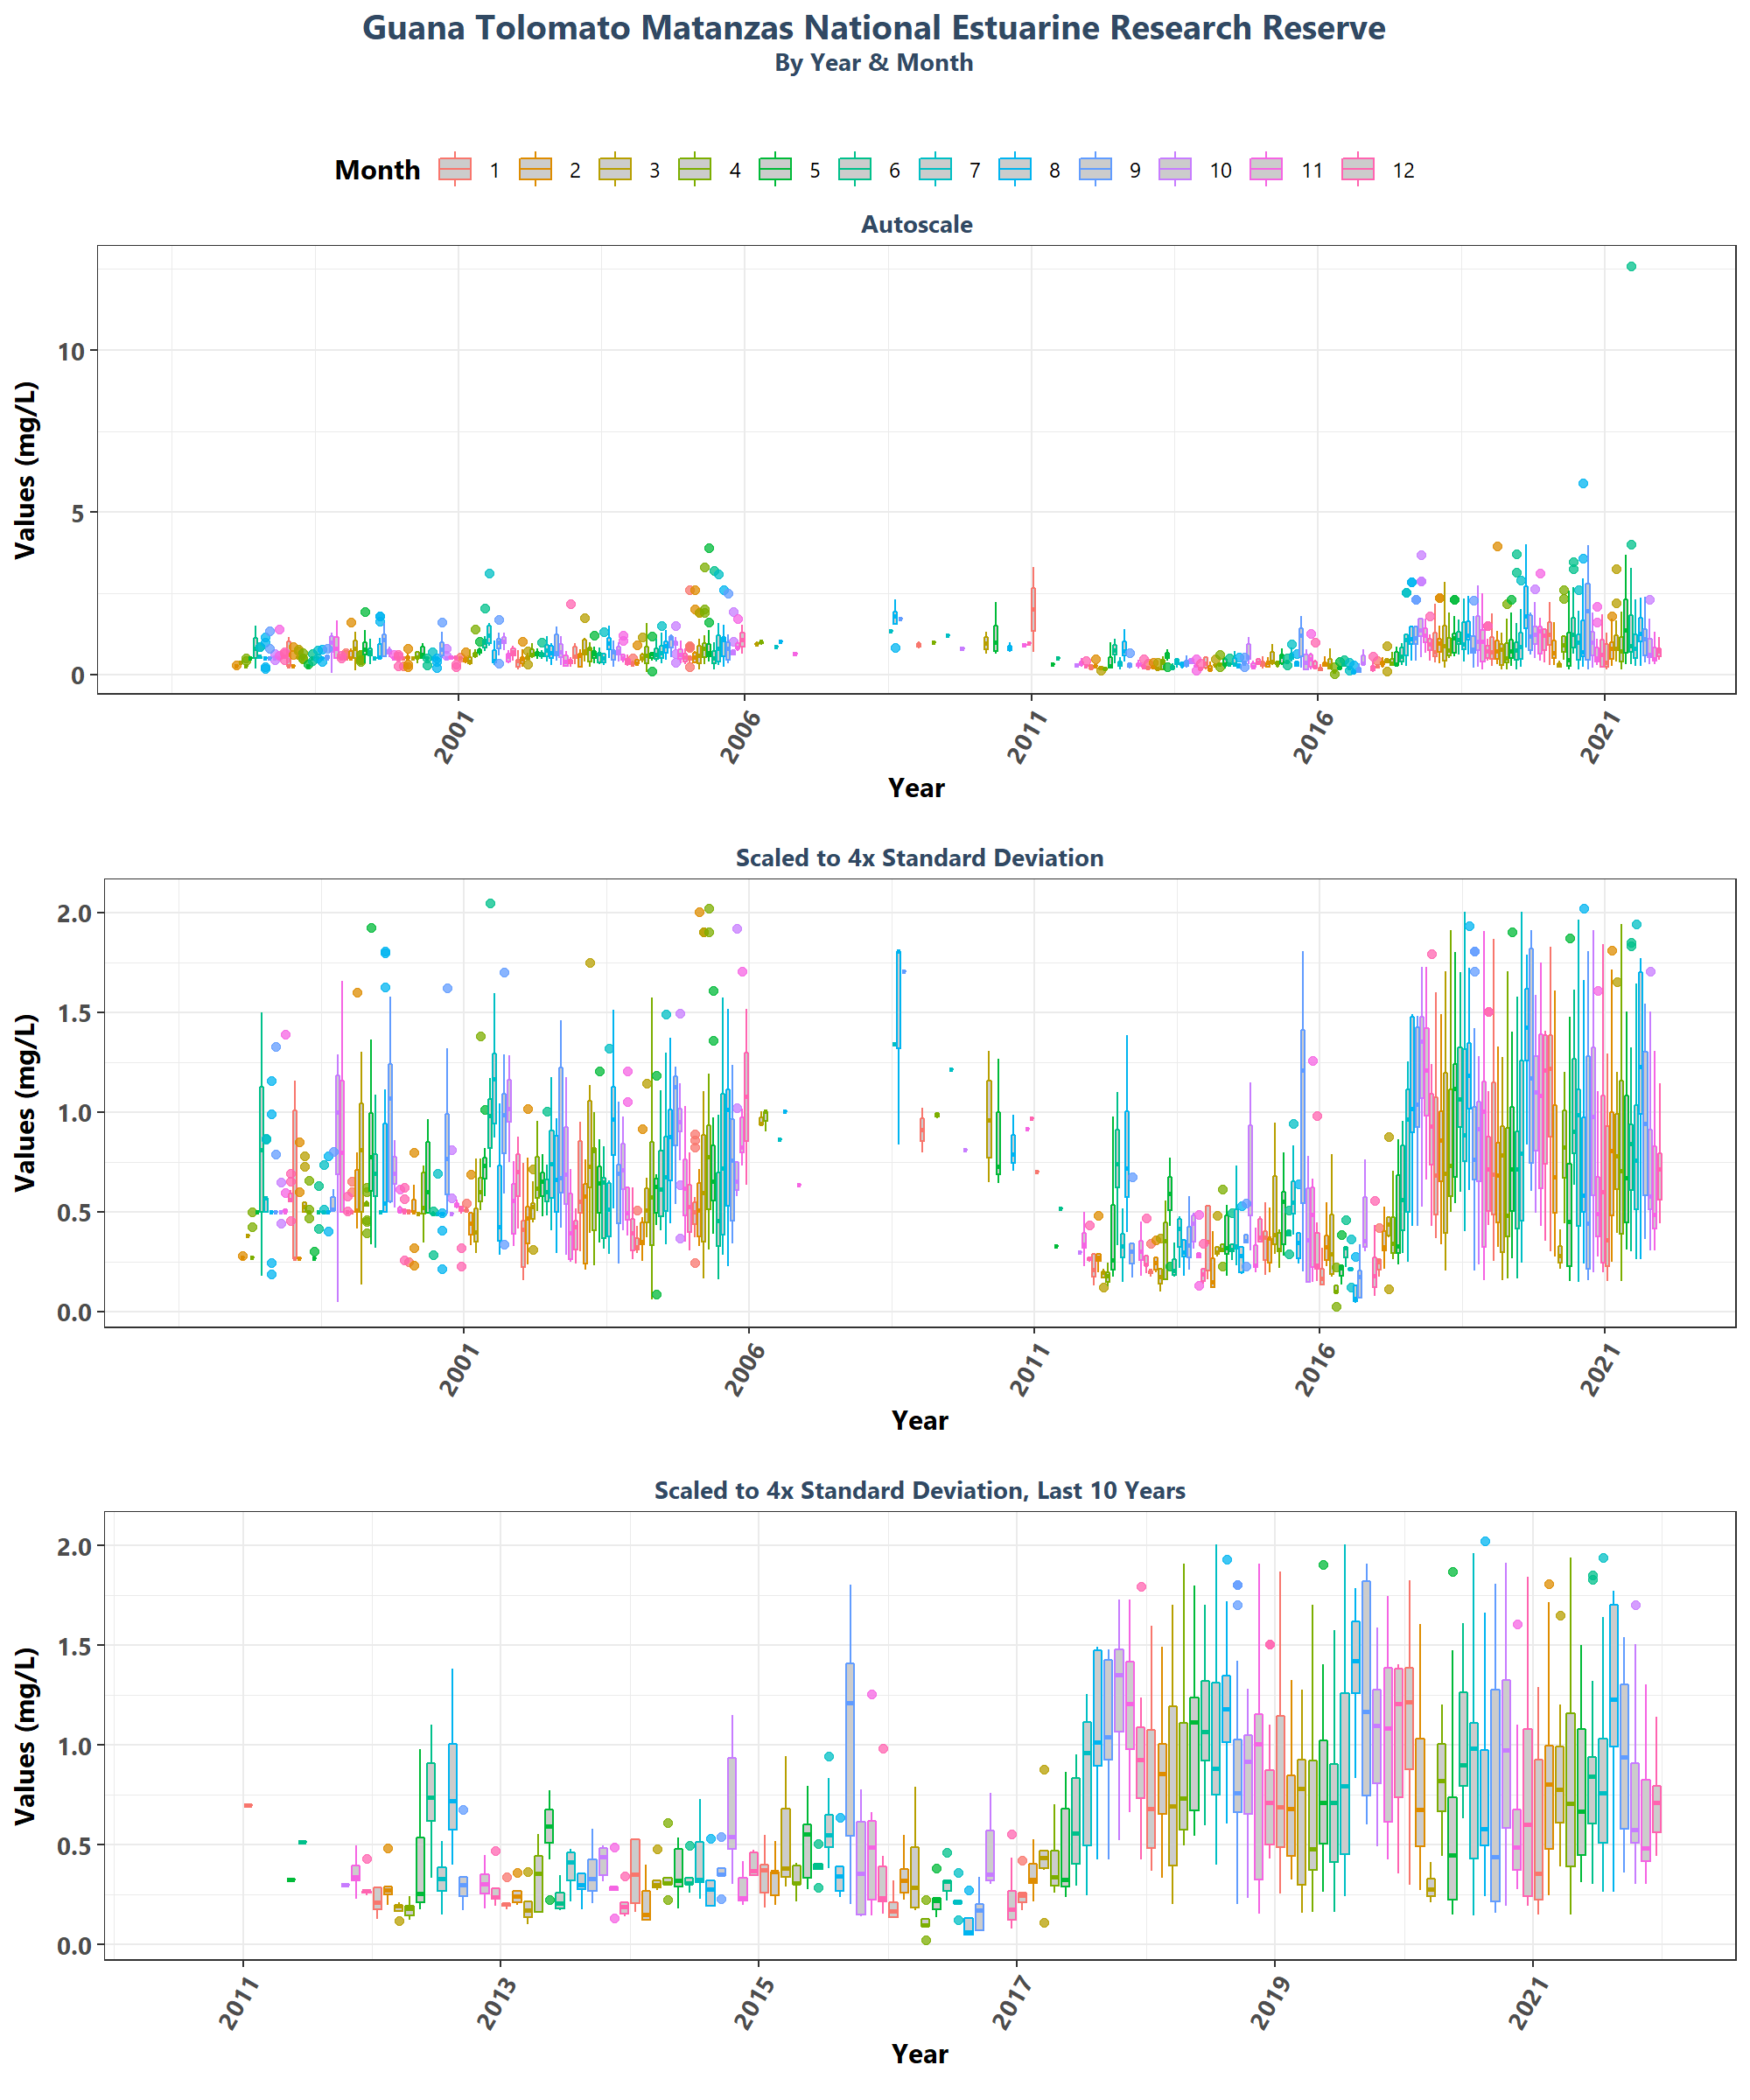 Guana Tolomato Matanzas National Estuarine Research Reserve
By Year & Month
Month 1 2 3 4 5 6 7 8 9 10 11 12
Autoscale
Values (mg/L)
10
5
0
2001 2006 2011 2016 2021
Year
Scaled to 4x Standard Deviation
Values (mg/L)
2.0
1.5
1.0
0.5
0.0
2001 2006 2011 2016 2021
Year
Scaled to 4x Standard Deviation, Last 10 Years
Values (mg/L)
2.0
1.5
1.0
0.5
0.0
2011 2013 2015 2017 2019 2021
Year